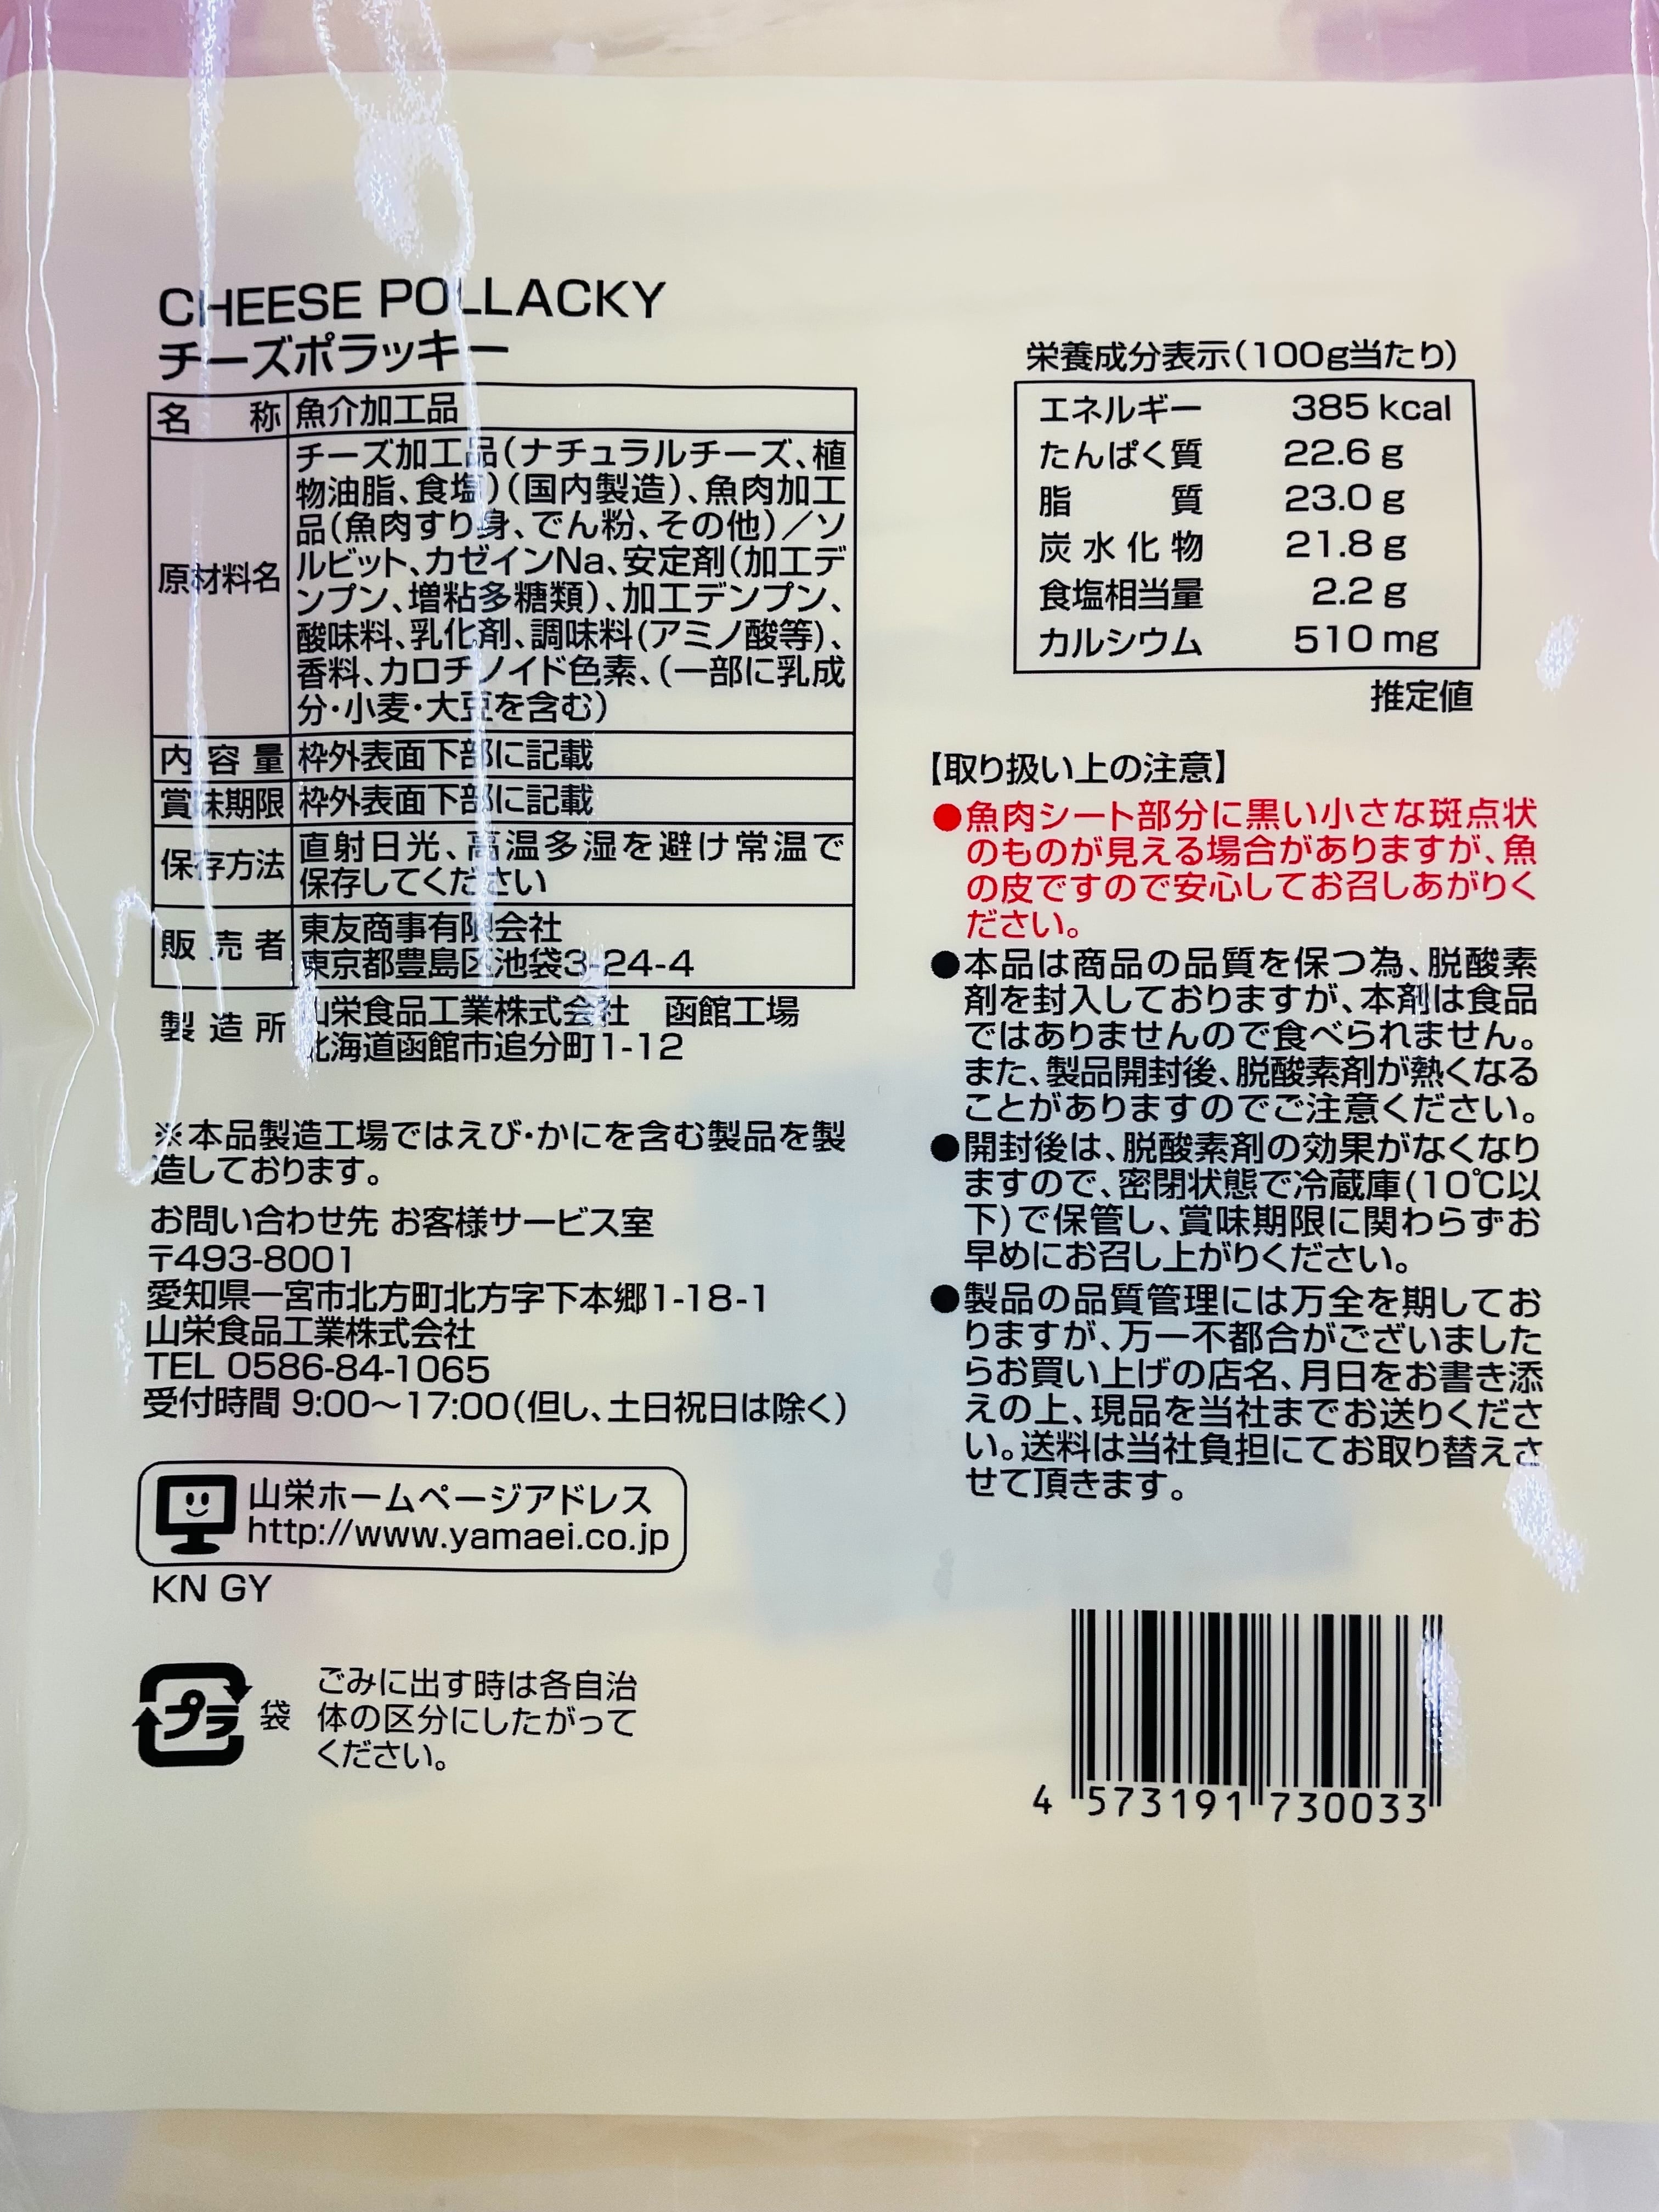 CHEESE POLLACKY
チーズポラッキー
名　称 魚介加工品
原材料名 チーズ加工品(ナチュラルチーズ、植
物油脂、食塩)(国内製造)、魚肉加工
品(魚肉すり身、でん粉、その他)／ソ
ルビット、カゼインNa、安定剤(加工デ
ンプン、増粘多糖類)、加工デンプン、
酸味料、乳化剤、調味料(アミノ酸等)、
香料、カロチノイド色素、(一部に乳成
分・小麦・大豆を含む)
内容量 枠外表面下部に記載
賞味期限 枠外表面下部に記載
保存方法 直射日光、高温多湿を避け常温で
保存してください
販売者 東友商事有限会社
東京都豊島区池袋3-24-4
製造所 山栄食品工業株式会社　函館工場
北海道函館市追分町1-12
※本品製造工場ではえび・かにを含む製品を製
造しております。
お問い合わせ先 お客様サービス室
〒493-8001
愛知県一宮市北方町北方字下本郷1-18-1
山栄食品工業株式会社
TEL 0586-84-1065
受付時間 9:00〜17:00(但し、土日祝日は除く)
山栄ホームページアドレス
http://www.yamaei.co.jp
KN GY
プラ 袋 ごみに出す時は各自治
体の区分にしたがって
ください。
栄養成分表示(100g当たり)
エネルギー 385 kcal
たんぱく質 22.6 g
脂　質 23.0 g
炭水化物 21.8 g
食塩相当量 2.2 g
カルシウム 510 mg
推定値
【取り扱い上の注意】
●魚肉シート部分に黒い小さな斑点状
のものが見える場合がありますが、魚
の皮ですので安心してお召しあがりく
ださい。
●本品は商品の品質を保つ為、脱酸素
剤を封入しておりますが、本剤は食品
ではありませんので食べられません。
また、製品開封後、脱酸素剤が熱くなる
ことがありますのでご注意ください。
●開封後は、脱酸素剤の効果がなくなり
ますので、密閉状態で冷蔵庫(10℃以
下)で保管し、賞味期限に関わらずお
早めにお召し上がりください。
●製品の品質管理には万全を期してお
りますが、万一不都合がございました
らお買い上げの店名、月日をお書き添
えの上、現品を当社までお送りくださ
い。送料は当社負担にてお取り替えさ
せて頂きます。
4 573191 730033